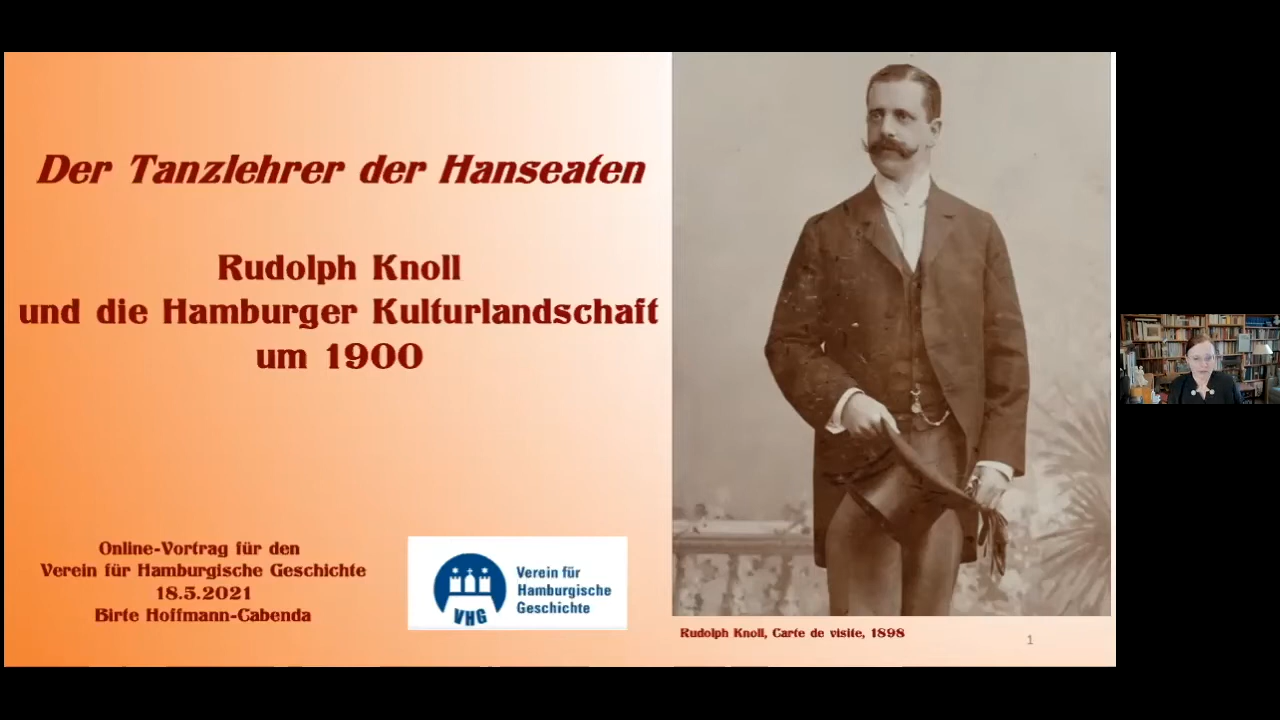 Der Tanzlehrer der Hanseaten
Rudolph Knoll
und die Hamburger Kulturlandschaft
um 1900
Online-Vortrag für den
Verein für Hamburgische Geschichte
18.5.2021
Birte Hoffmann-Cabenda
VHG
Verein für
Hamburgische
Geschichte
Rudolph Knoll, Carte de visite, 1898
1